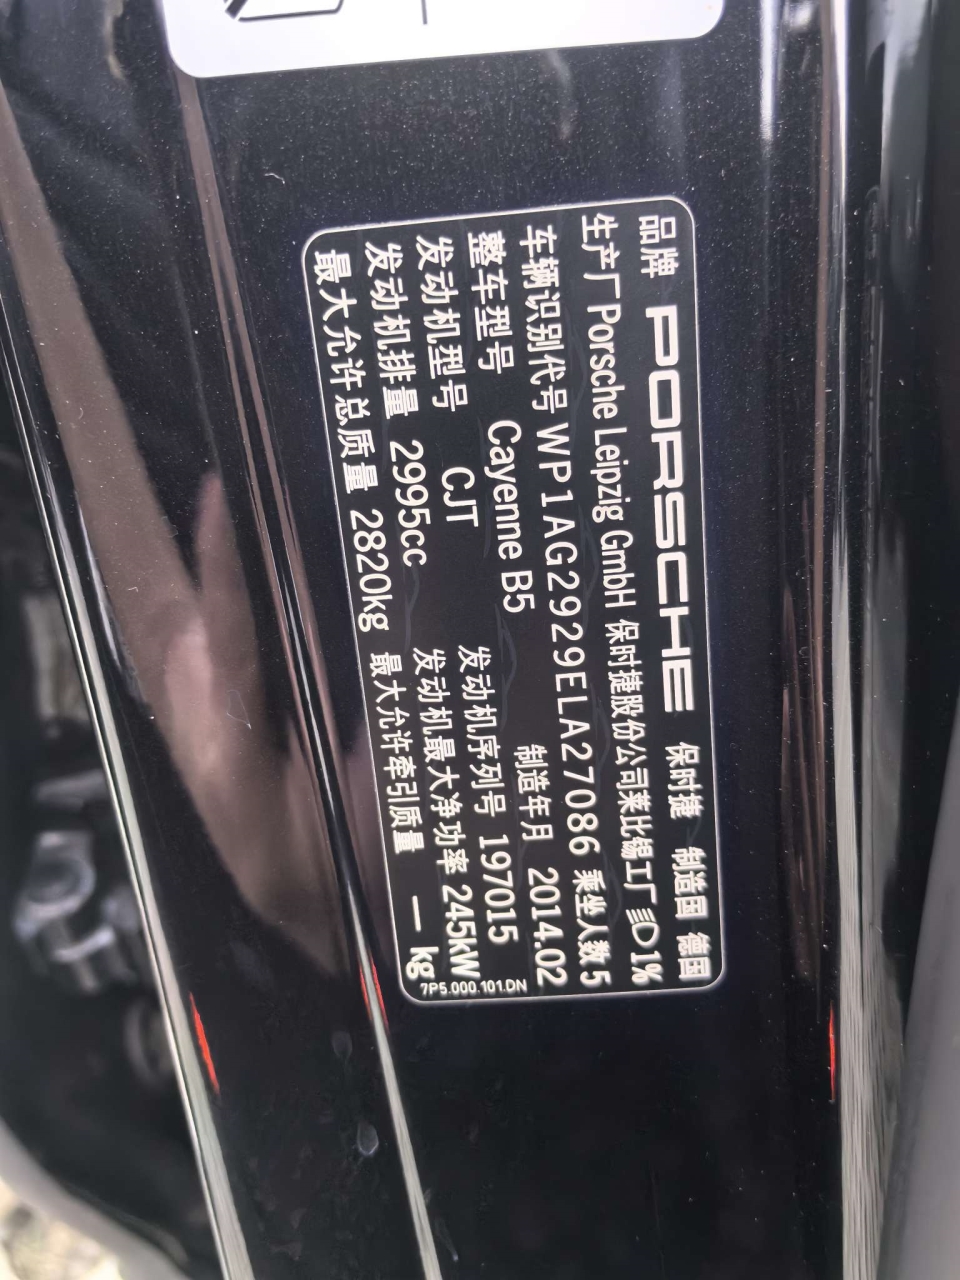 品牌 PORSCHE 保时捷 制造国 德国
生产厂 Porsche Leipzig GmbH 保时捷股份公司莱比锡工厂 1%
车辆识别代号 WP1AG2929ELA27086 乘坐人数 5
整车型号 Cayenne B5 制造年月 2014.02
发动机型号 CJT 发动机序列号 197015
发动机排量 2995cc 发动机最大净功率 245kW
最大允许总质量 2820kg 最大允许牵引质量 — kg
7P5.000.101.DN